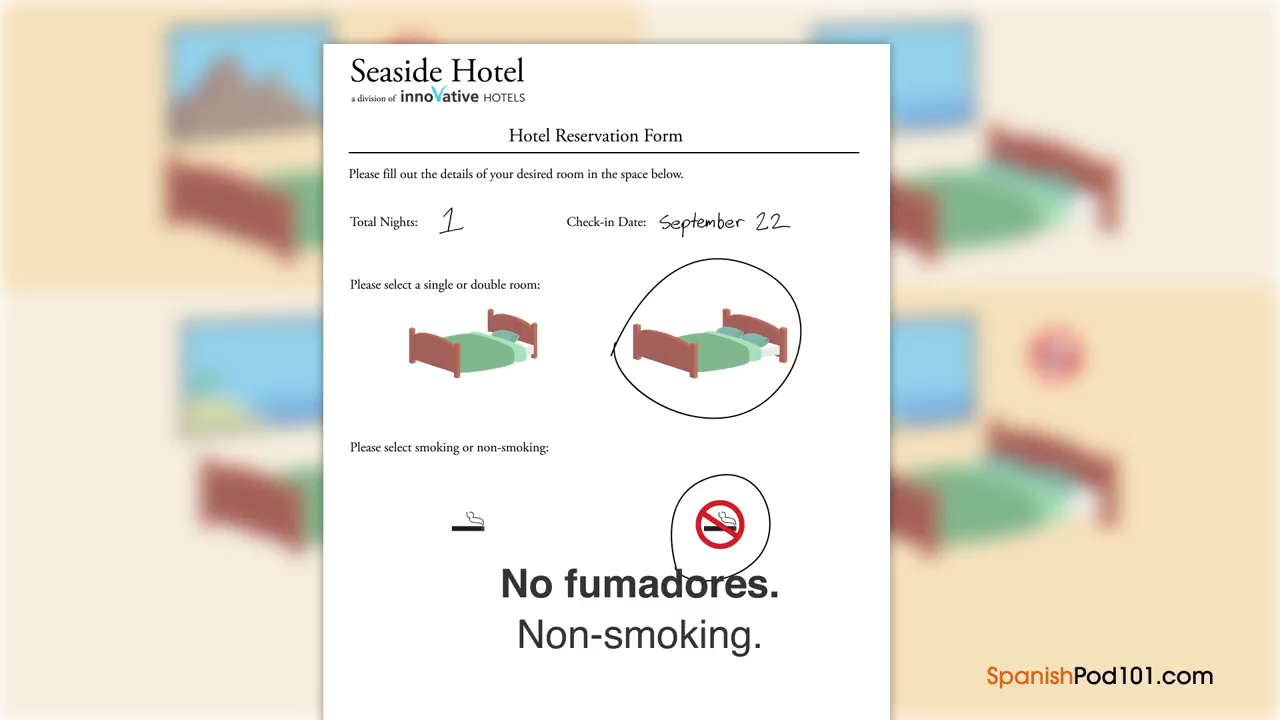 Seaside Hotel
a division of innovative HOTELS
Hotel Reservation Form
Please fill out the details of your desired room in the space below.
Total Nights: 1 Check-in Date: September 22
Please select a single or double room:
Please select smoking or non-smoking:
No fumadores.
Non-smoking.
SpanishPod101.com